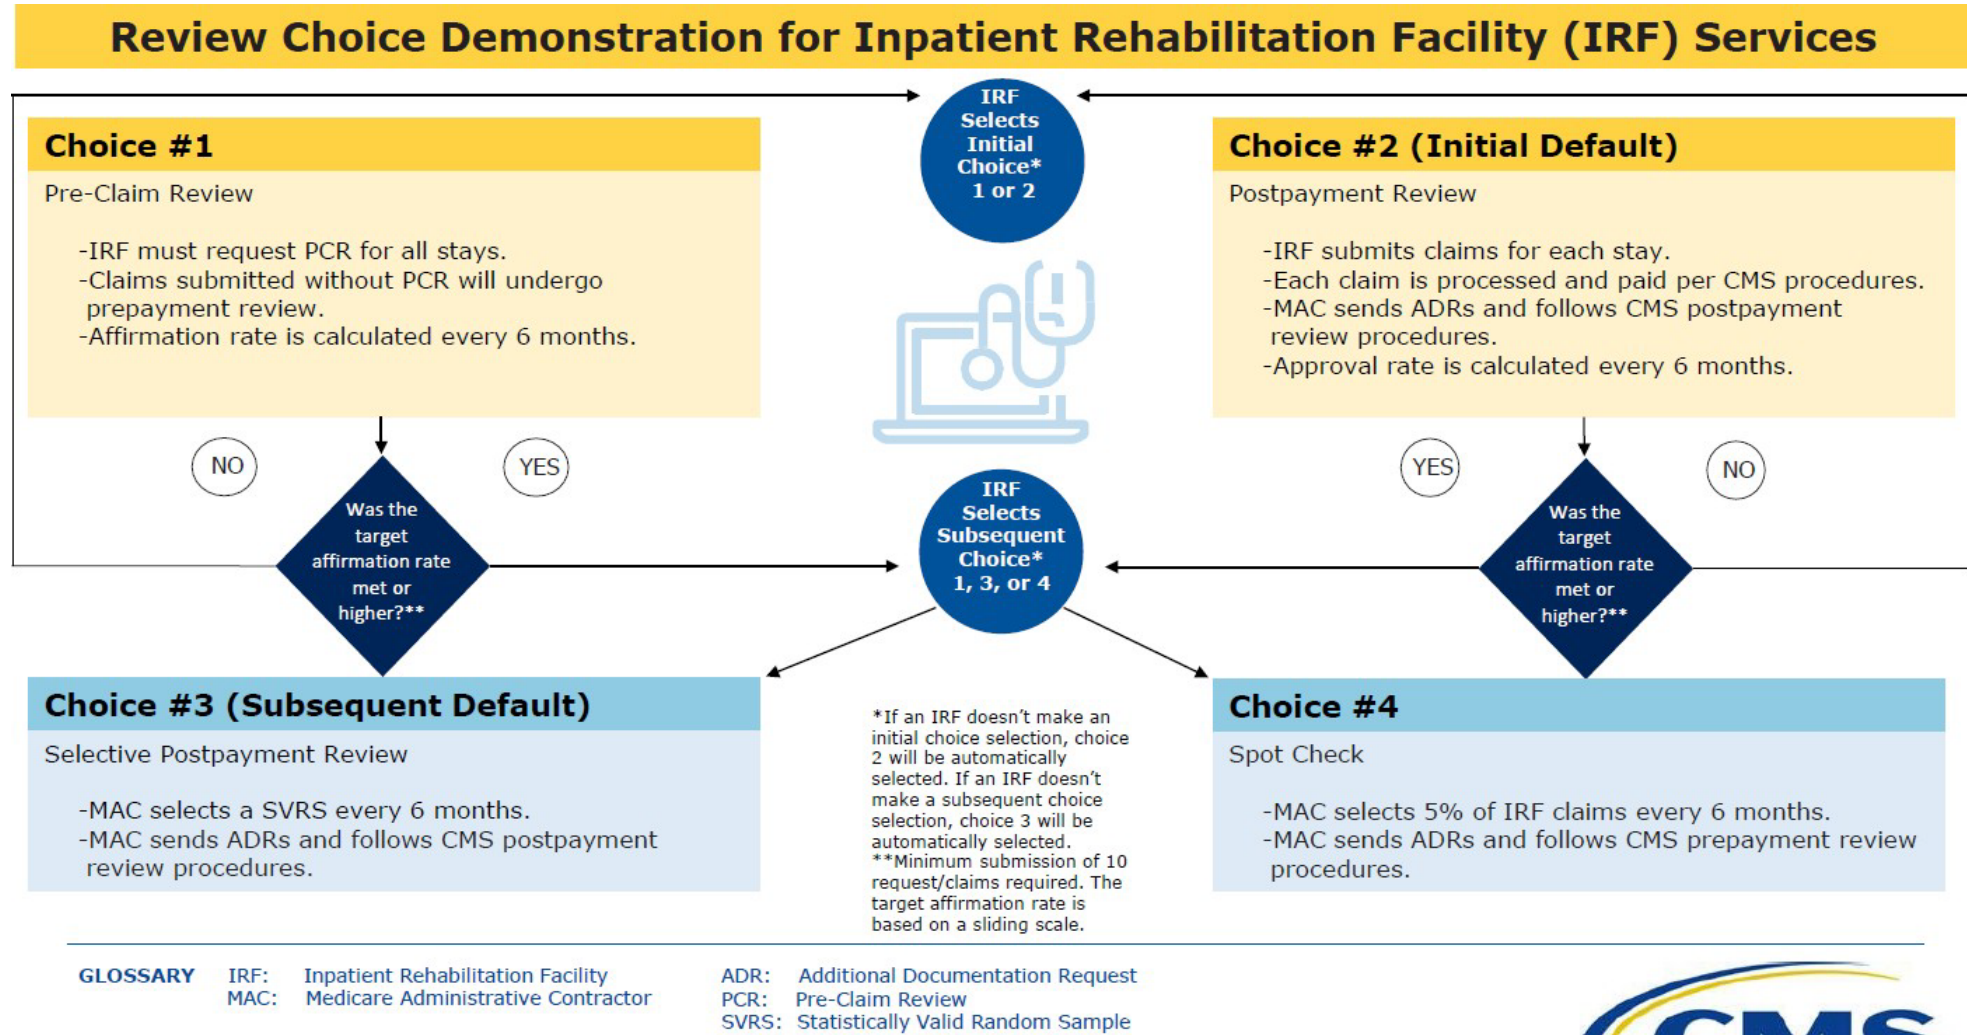 Review Choice Demonstration for Inpatient Rehabilitation Facility (IRF) Services
IRF
Selects
Initial
Choice*
1 or 2
Choice #1
Pre-Claim Review
-IRF must request PCR for all stays.
-Claims submitted without PCR will undergo
prepayment review.
-Affirmation rate is calculated every 6 months.
Choice #2 (Initial Default)
Postpayment Review
-IRF submits claims for each stay.
-Each claim is processed and paid per CMS procedures.
-MAC sends ADRs and follows CMS postpayment
review procedures.
-Approval rate is calculated every 6 months.
NO
YES
Was the
target
affirmation rate
met or
higher?**
IRF
Selects
Subsequent
Choice*
1, 3, or 4
YES
NO
Was the
target
affirmation rate
met or
higher?**
Choice #3 (Subsequent Default)
Selective Postpayment Review
-MAC selects a SVRS every 6 months.
-MAC sends ADRs and follows CMS postpayment
review procedures.
*If an IRF doesn't make an
initial choice selection, choice
2 will be automatically
selected. If an IRF doesn't
make a subsequent choice
selection, choice 3 will be
automatically selected.
**Minimum submission of 10
request/claims required. The
target affirmation rate is
based on a sliding scale.
Choice #4
Spot Check
-MAC selects 5% of IRF claims every 6 months.
-MAC sends ADRs and follows CMS prepayment review
procedures.
GLOSSARY
IRF: Inpatient Rehabilitation Facility
MAC: Medicare Administrative Contractor
ADR: Additional Documentation Request
PCR: Pre-Claim Review
SVRS: Statistically Valid Random Sample
CMS